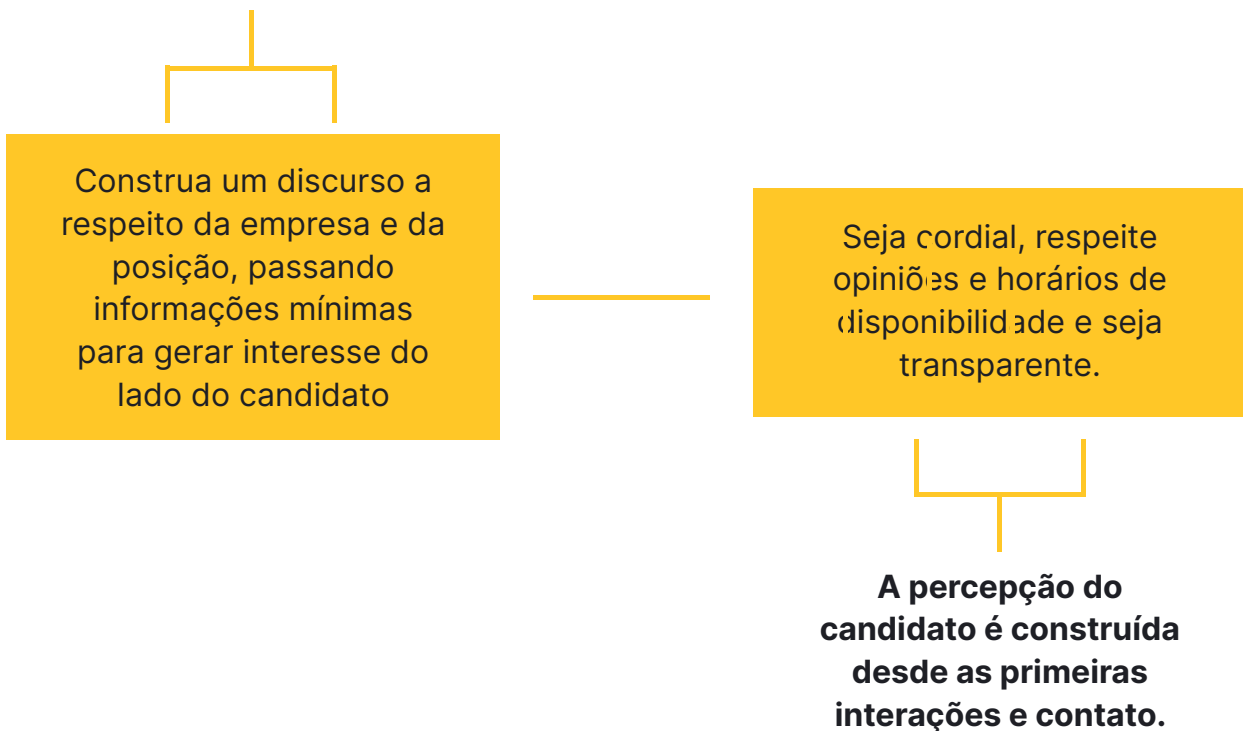 Construa um discurso a
respeito da empresa e da
posição, passando
informações mínimas
para gerar interesse do
lado do candidato
Seja cordial, respeite
opiniões e horários de
disponibilidade e seja
transparente.
A percepção do
candidato é construída
desde as primeiras
interações e contato.